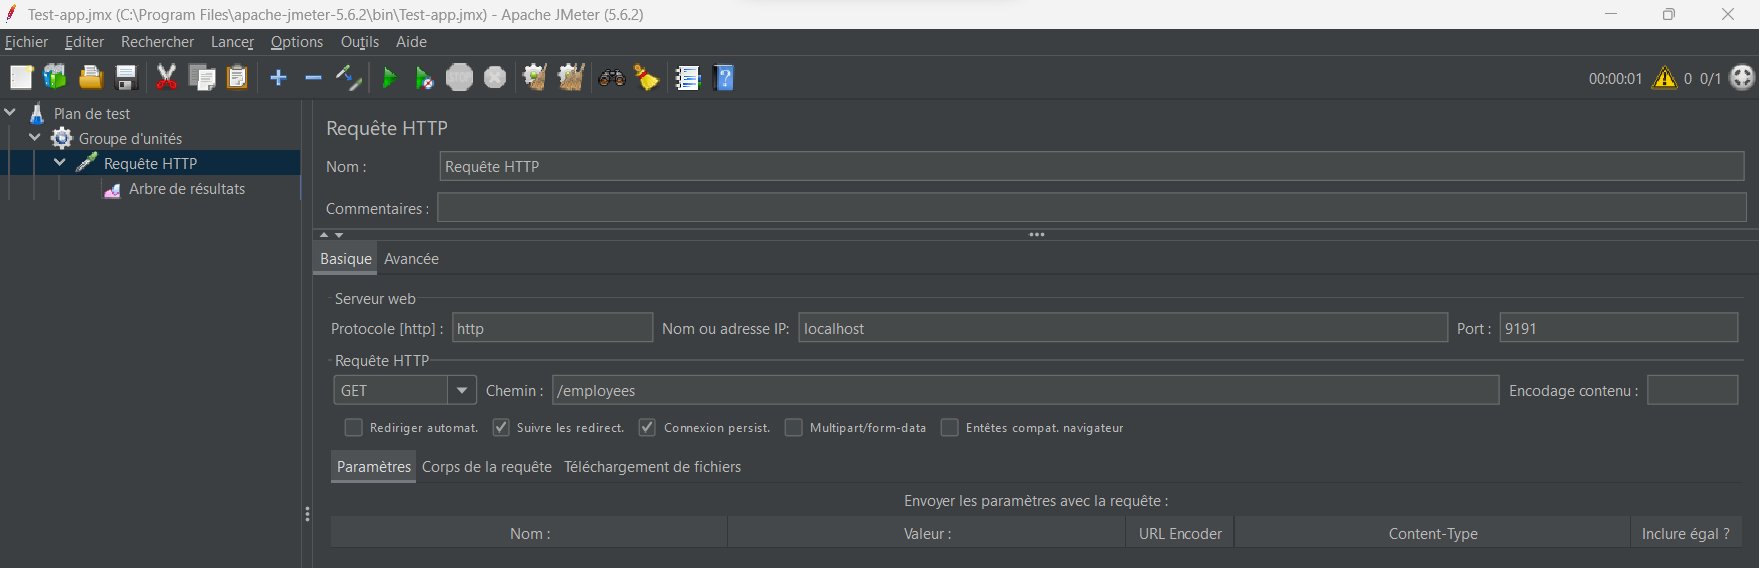 Test-app.jmx (C:\Program Files\apache-jmeter-5.6.2\bin\Test-app.jmx) - Apache JMeter (5.6.2)
Fichier Editer Rechercher Lancer Options Outils Aide
STOP
00:00:01 0 0/1
Plan de test
Groupe d'unités
Requête HTTP
Arbre de résultats
Requête HTTP
Nom : Requête HTTP
Commentaires :
Basique Avancée
Serveur web
Protocole [http] : http Nom ou adresse IP: localhost Port : 9191
Requête HTTP
GET Chemin : /employees Encodage contenu :
Rediriger automat. Suivre les redirect. Connexion persist. Multipart/form-data Entêtes compat. navigateur
Paramètres Corps de la requête Téléchargement de fichiers
Envoyer les paramètres avec la requête :
Nom : Valeur : URL Encoder Content-Type Inclure égal ?